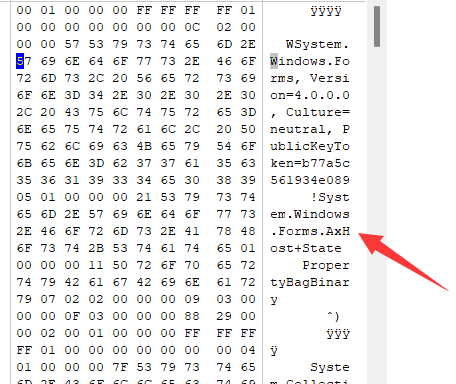 00 01 00 00 00 FF FF FF FF 01 ÿÿÿÿ
00 00 00 00 00 00 00 0C 02 00
00 00 57 53 79 73 74 65 6D 2E WSystem.
57 69 6E 64 6F 77 73 2E 46 6F Windows.Fo
72 6D 73 2C 20 56 65 72 73 69 rms, Versi
6F 6E 3D 34 2E 30 2E 30 2E 30 on=4.0.0.0
2C 20 43 75 6C 74 75 72 65 3D , Culture=
6E 65 75 74 72 61 6C 2C 20 50 neutral, P
75 62 6C 69 63 4B 65 79 54 6F ublicKeyTo
6B 65 6E 3D 62 37 37 61 35 63 ken=b77a5c
35 36 31 39 33 34 65 30 38 39 561934e089
05 01 00 00 00 21 53 79 73 74 !Syst
65 6D 2E 57 69 6E 64 6F 77 73 em.Windows
2E 46 6F 72 6D 73 2E 41 78 48 .Forms.AxH
6F 73 74 2B 53 74 61 74 65 01 ost+State
00 00 00 11 50 72 6F 70 65 72 Proper
74 79 42 61 67 42 69 6E 61 72 tyBagBinar
79 07 02 02 00 00 00 09 03 00 y
00 00 0F 03 00 00 00 88 29 00 ˆ)
00 02 00 01 00 00 00 FF FF FF ÿÿÿ
FF 01 00 00 00 00 00 00 00 04 ÿ
01 00 00 00 7F 53 79 73 74 65 Syste
6D 2E 43 6F 6C 6C 65 63 74 69 m.Collecti